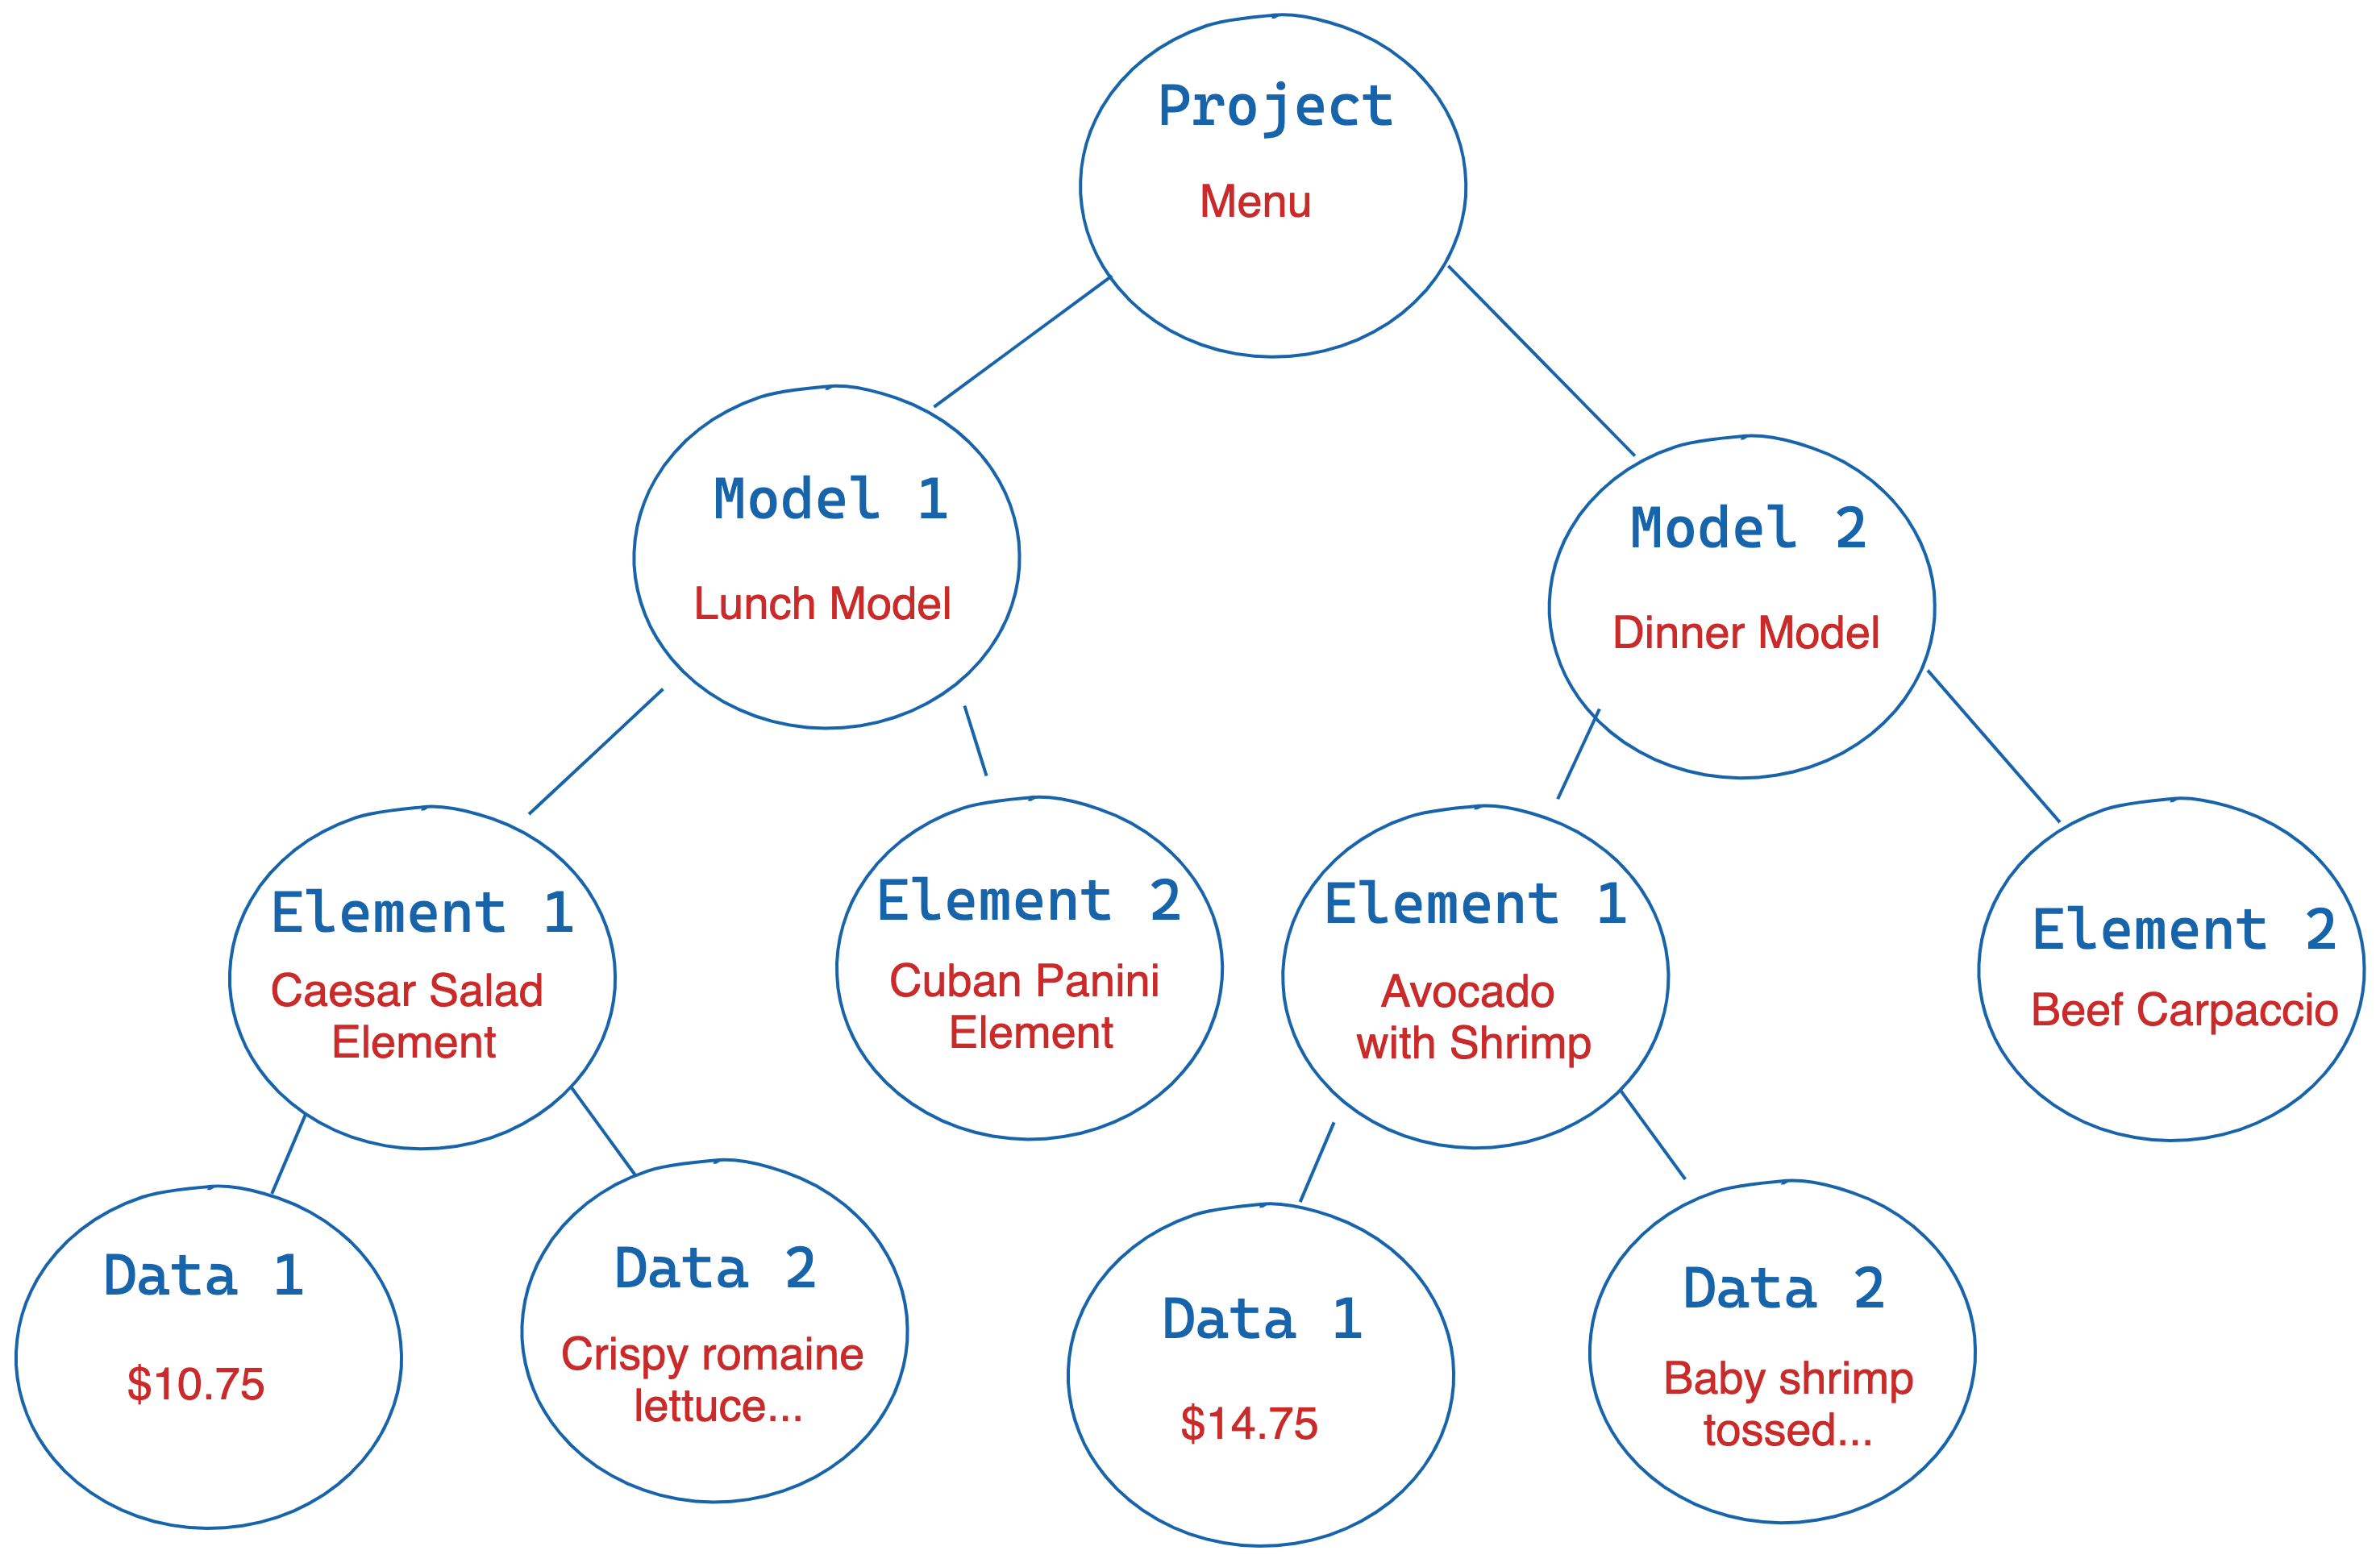 Project
Menu
Model 1
Lunch Model
Model 2
Dinner Model
Element 1
Caesar Salad
Element
Element 2
Cuban Panini
Element
Element 1
Avocado
with Shrimp
Element 2
Beef Carpaccio
Data 1
$10.75
Data 2
Crispy romaine
lettuce...
Data 1
$14.75
Data 2
Baby shrimp
tossed...